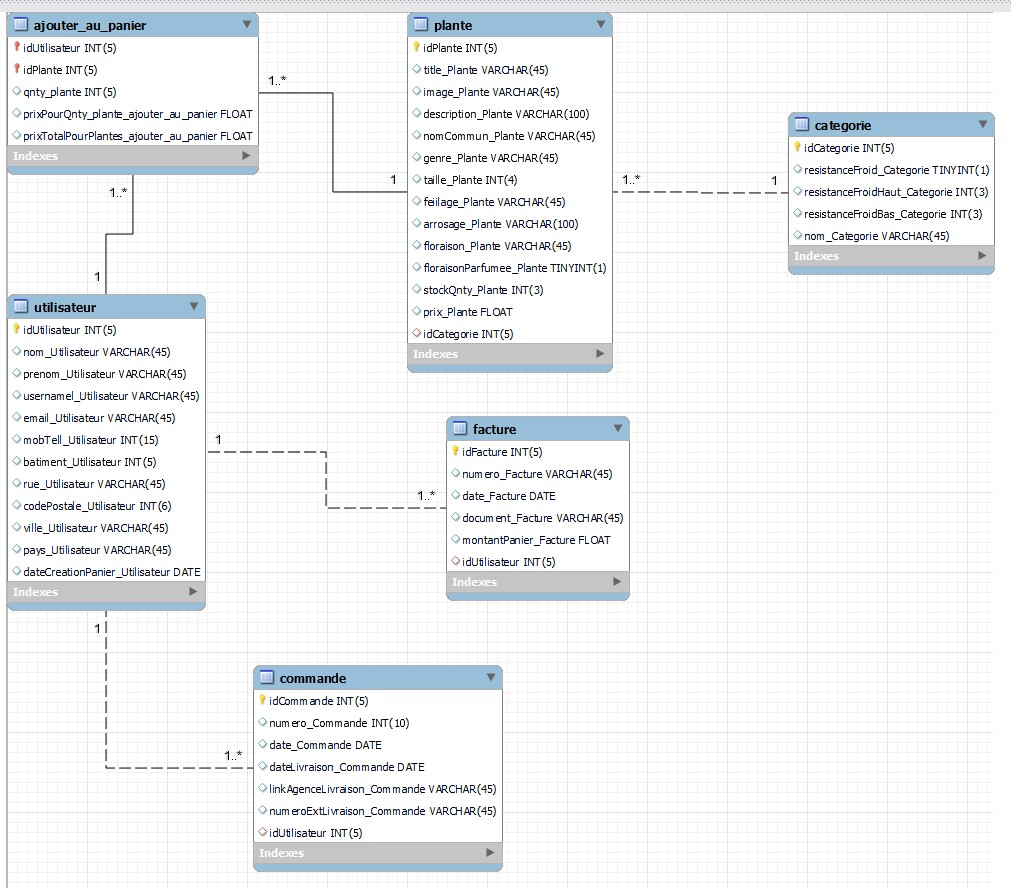 ajouter_au_panier
idUtilisateur INT(5)
idPlante INT(5)
qnty_plante INT(5)
prixPourQnty_plante_ajouter_au_panier FLOAT
prixTotalPourPlantes_ajouter_au_panier FLOAT
Indexes
1..*
1
1..*
1
plante
idPlante INT(5)
title_Plante VARCHAR(45)
image_Plante VARCHAR(45)
description_Plante VARCHAR(100)
nomCommun_Plante VARCHAR(45)
genre_Plante VARCHAR(45)
taille_Plante INT(4)
feilage_Plante VARCHAR(45)
arrosage_Plante VARCHAR(100)
floraison_Plante VARCHAR(45)
floraisonParfumee_Plante TINYINT(1)
stockQnty_Plante INT(3)
prix_Plante FLOAT
idCategorie INT(5)
Indexes
1..*
1
categorie
idCategorie INT(5)
resistanceFroid_Categorie TINYINT(1)
resistanceFroidHaut_Categorie INT(3)
resistanceFroidBas_Categorie INT(3)
nom_Categorie VARCHAR(45)
Indexes
utilisateur
idUtilisateur INT(5)
nom_Utilisateur VARCHAR(45)
prenom_Utilisateur VARCHAR(45)
usernamel_Utilisateur VARCHAR(45)
email_Utilisateur VARCHAR(45)
mobTell_Utilisateur INT(15)
batiment_Utilisateur INT(5)
rue_Utilisateur VARCHAR(45)
codePostale_Utilisateur INT(6)
ville_Utilisateur VARCHAR(45)
pays_Utilisateur VARCHAR(45)
dateCreationPanier_Utilisateur DATE
Indexes
1
1..*
facture
idFacture INT(5)
numero_Facture VARCHAR(45)
date_Facture DATE
document_Facture VARCHAR(45)
montantPanier_Facture FLOAT
idUtilisateur INT(5)
Indexes
1
1..*
commande
idCommande INT(5)
numero_Commande INT(10)
date_Commande DATE
dateLivraison_Commande DATE
linkAgenceLivraison_Commande VARCHAR(45)
numeroExtLivraison_Commande VARCHAR(45)
idUtilisateur INT(5)
Indexes